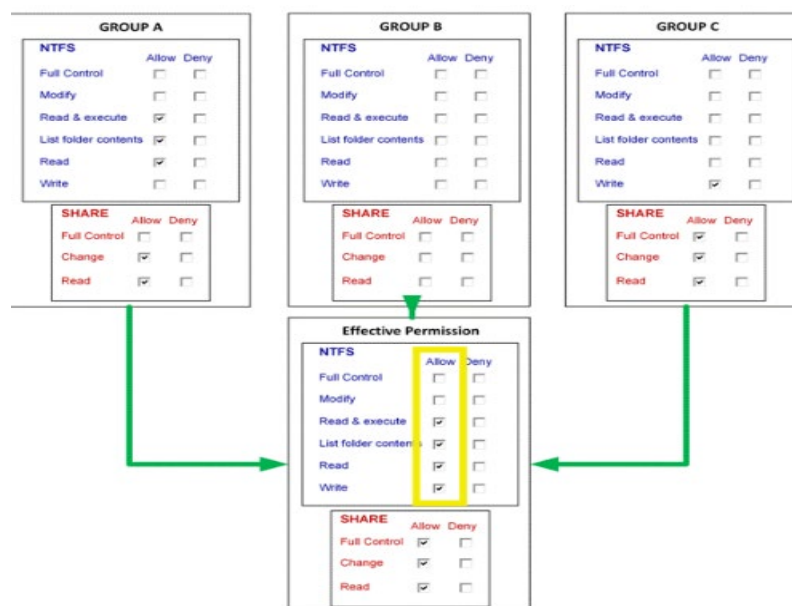 GROUP A
NTFS
Allow Deny
Full Control
Modify
Read & execute
List folder contents
Read
Write
SHARE
Allow Deny
Full Control
Change
Read
GROUP B
NTFS
Allow Deny
Full Control
Modify
Read & execute
List folder contents
Read
Write
SHARE
Allow Deny
Full Control
Change
Read
GROUP C
NTFS
Allow Deny
Full Control
Modify
Read & execute
List folder contents
Read
Write
SHARE
Allow Deny
Full Control
Change
Read
Effective Permission
NTFS
Allow Deny
Full Control
Modify
Read & execute
List folder contents
Read
Write
SHARE
Allow Deny
Full Control
Change
Read